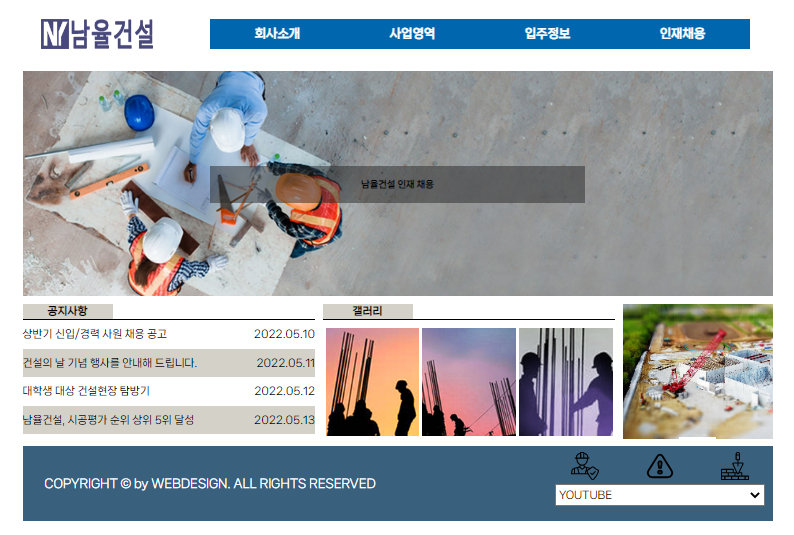 NY 남율건설
회사소개 사업영역 입주정보 인재채용
남율건설 인재 채용
공지사항
상반기 신입/경력 사원 채용 공고 2022.05.10
건설의 날 기념 행사를 안내해 드립니다. 2022.05.11
대학생 대상 건설현장 탐방기 2022.05.12
남율건설, 시공평가 순위 상위 5위 달성 2022.05.13
갤러리
COPYRIGHT © by WEBDESIGN. ALL RIGHTS RESERVED
YOUTUBE